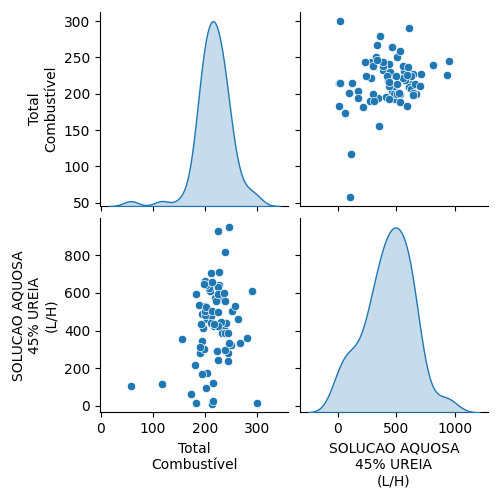 300
250
200
150
100
50
Total
Combustível
800
600
400
200
0
SOLUCAO AQUOSA
45% UREIA
(L/H)
0 100 200 300
Total
Combustível
0 500 1000
SOLUCAO AQUOSA
45% UREIA
(L/H)